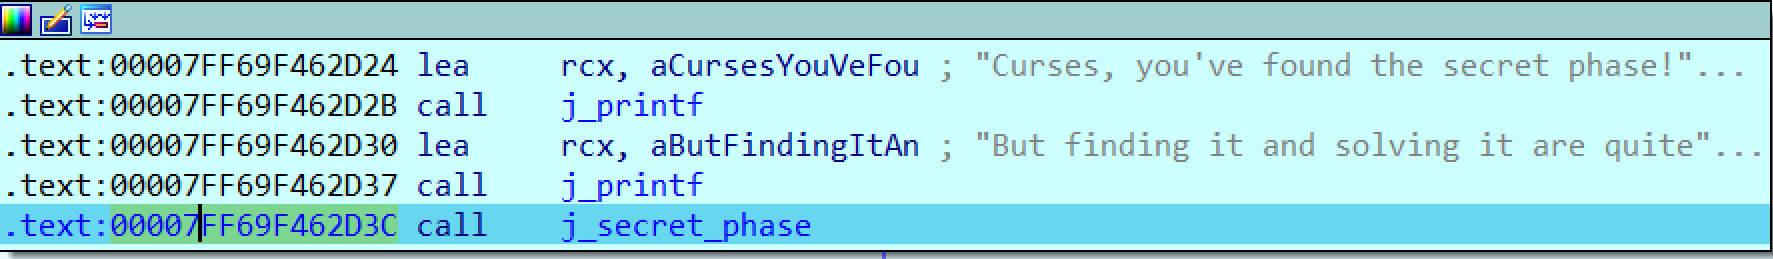 .text:00007FF69F462D24 lea     rcx, aCursesYouVeFou ; "Curses, you've found the secret phase!"...
.text:00007FF69F462D2B call    j_printf
.text:00007FF69F462D30 lea     rcx, aButFindingItAn ; "But finding it and solving it are quite"...
.text:00007FF69F462D37 call    j_printf
.text:00007FF69F462D3C call    j_secret_phase